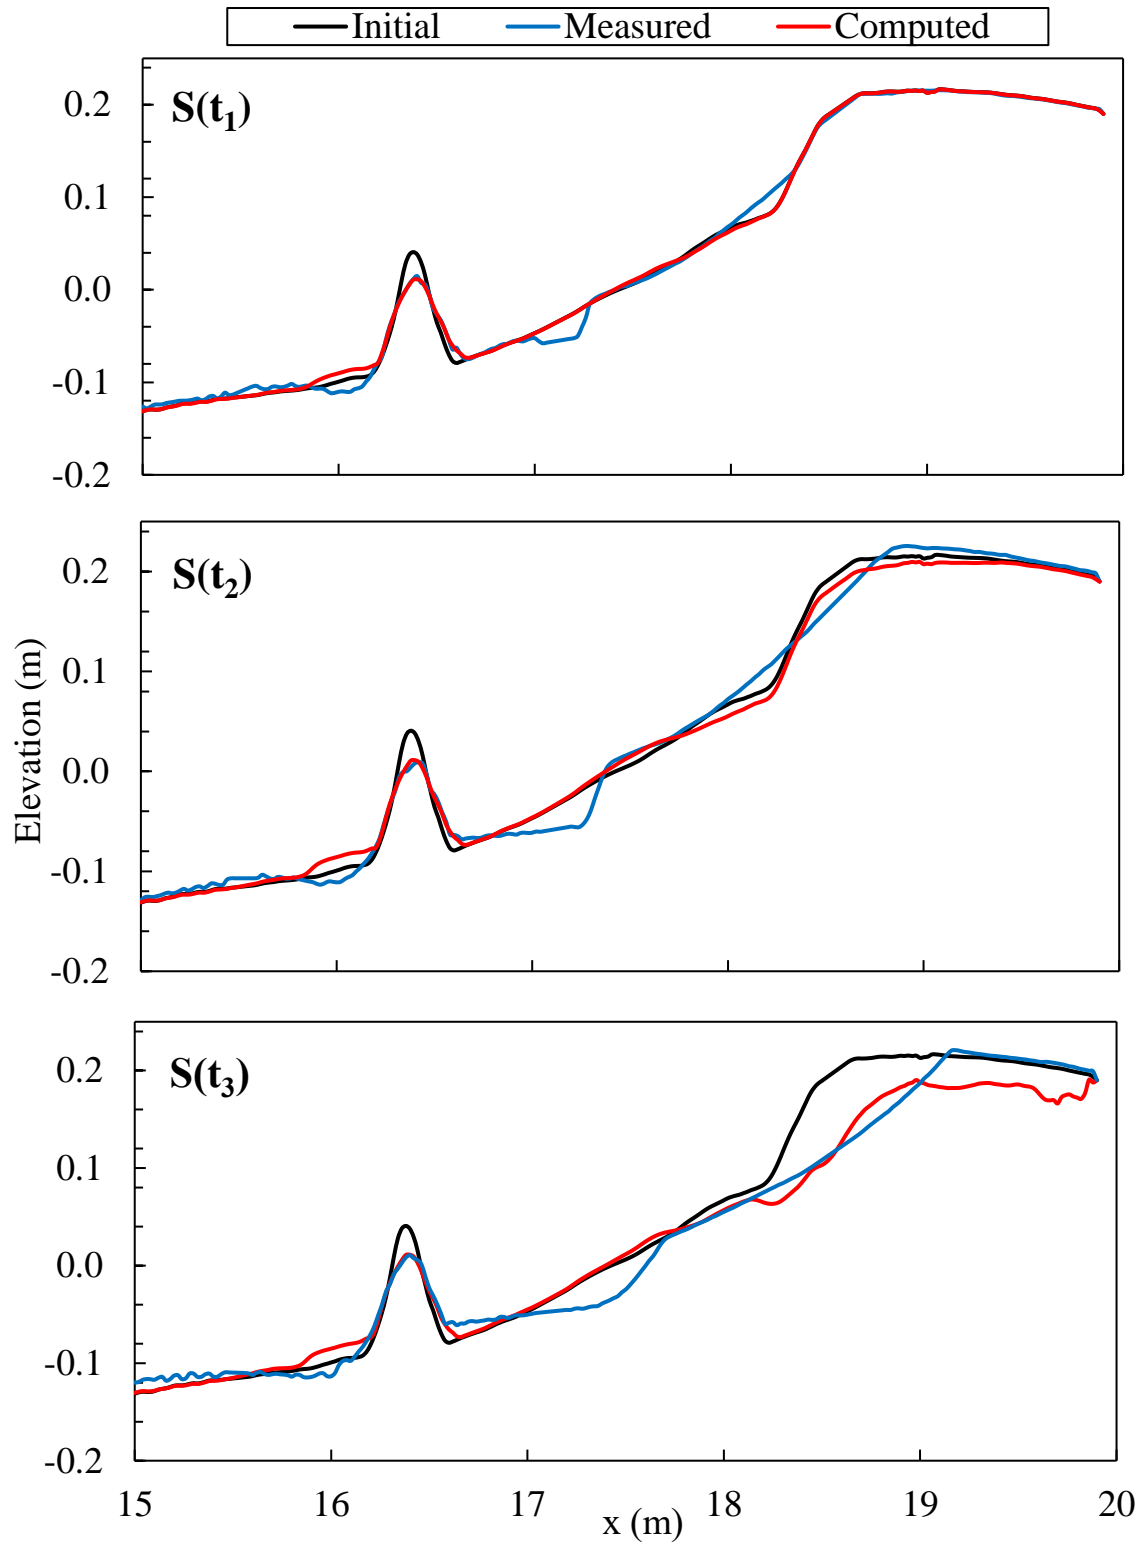 Initial Measured Computed
S(t₁)
0.2
0.1
0.0
-0.1
-0.2
S(t₂)
0.2
0.1
0.0
-0.1
-0.2
Elevation (m)
S(t₃)
0.2
0.1
0.0
-0.1
-0.2
15 16 17 18 19 20
x (m)